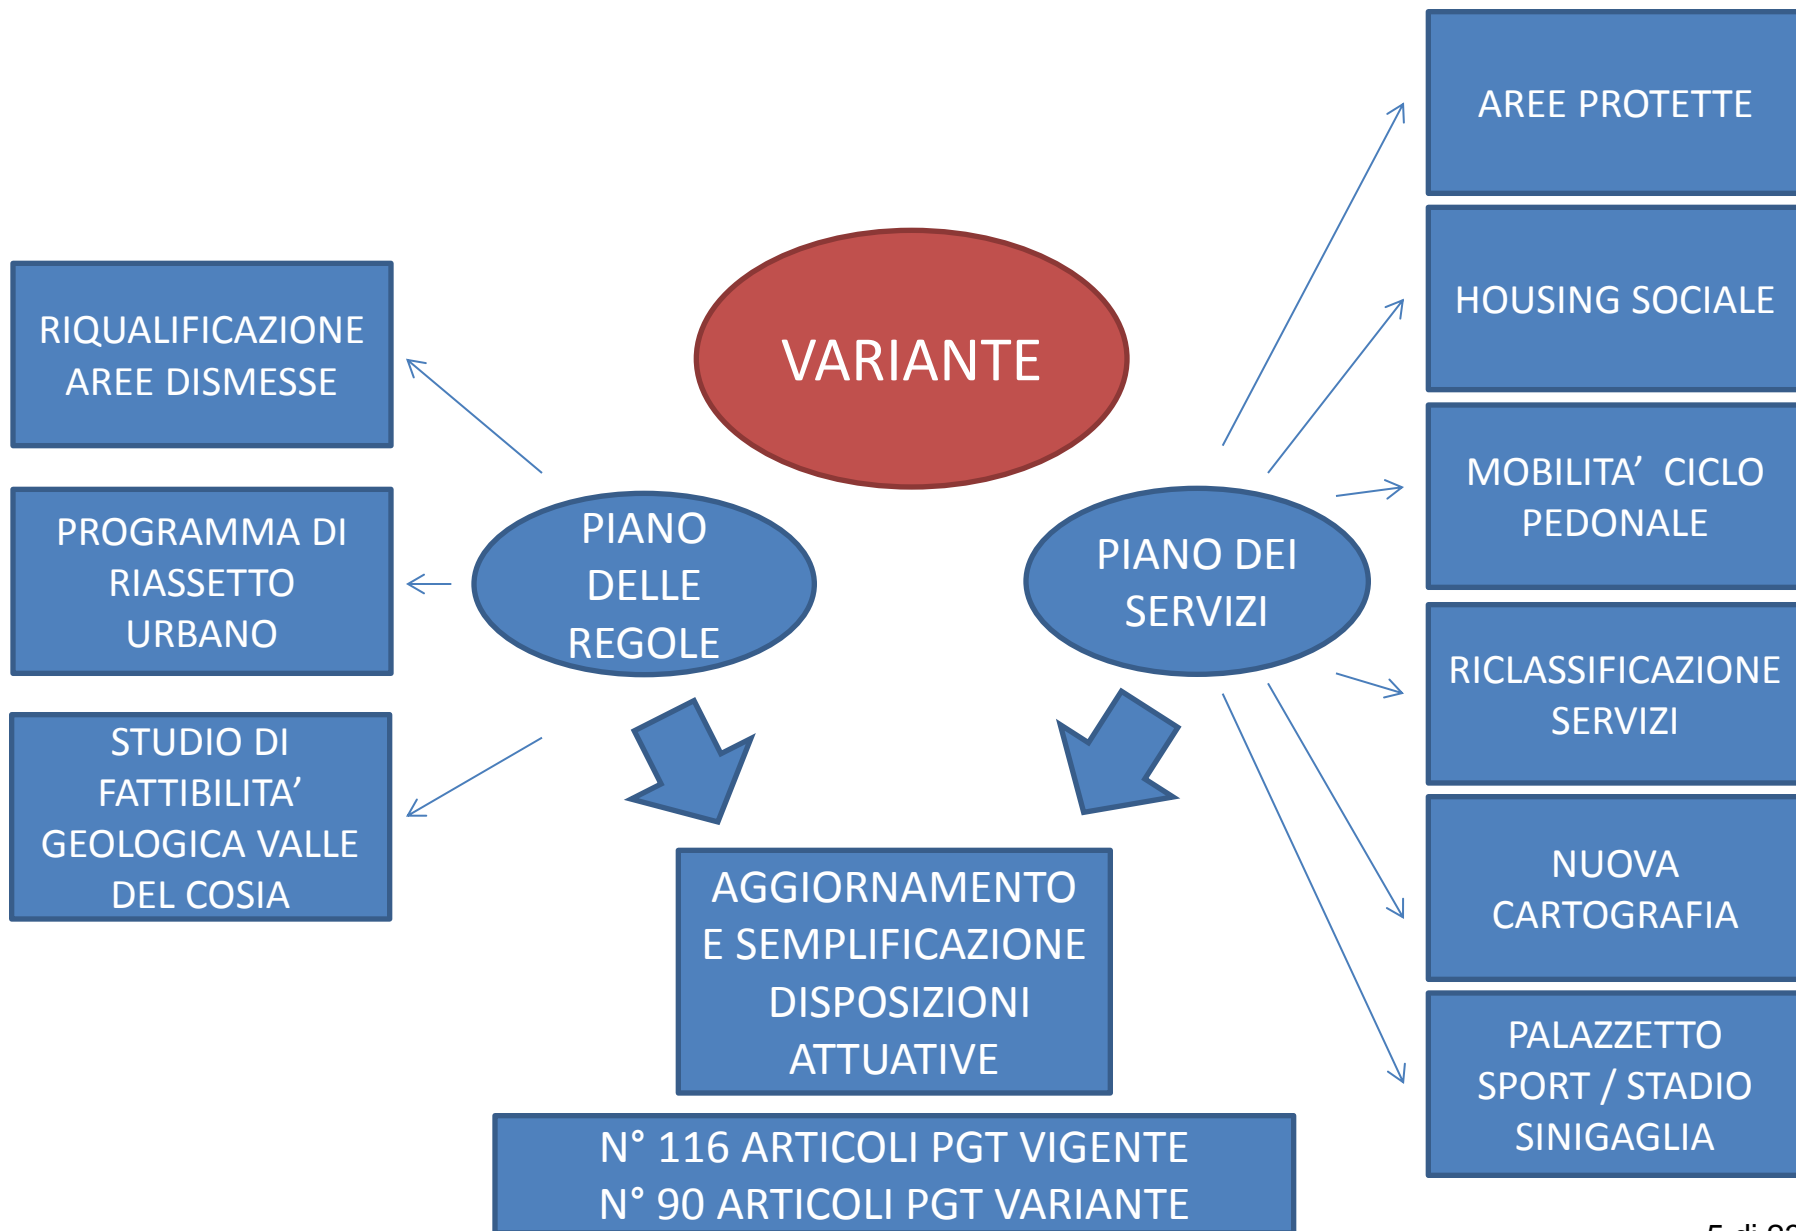 VARIANTE
RIQUALIFICAZIONE
AREE DISMESSE
PROGRAMMA DI
RIASSETTO
URBANO
STUDIO DI
FATTIBILITA’
GEOLOGICA VALLE
DEL COSIA
PIANO
DELLE
REGOLE
PIANO DEI
SERVIZI
AREE PROTETTE
HOUSING SOCIALE
MOBILITA’ CICLO
PEDONALE
RICLASSIFICAZIONE
SERVIZI
NUOVA
CARTOGRAFIA
PALAZZETTO
SPORT / STADIO
SINIGAGLIA
AGGIORNAMENTO
E SEMPLIFICAZIONE
DISPOSIZIONI
ATTUATIVE
N° 116 ARTICOLI PGT VIGENTE
N° 90 ARTICOLI PGT VARIANTE
5 di